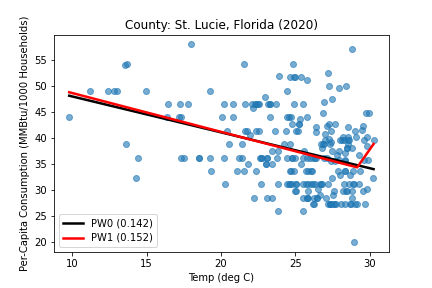 County: St. Lucie, Florida (2020)
Per-Capita Consumption (MMBtu/1000 Households)
55
50
45
40
35
30
25
20
PW0 (0.142)
PW1 (0.152)
10 15 20 25 30
Temp (deg C)